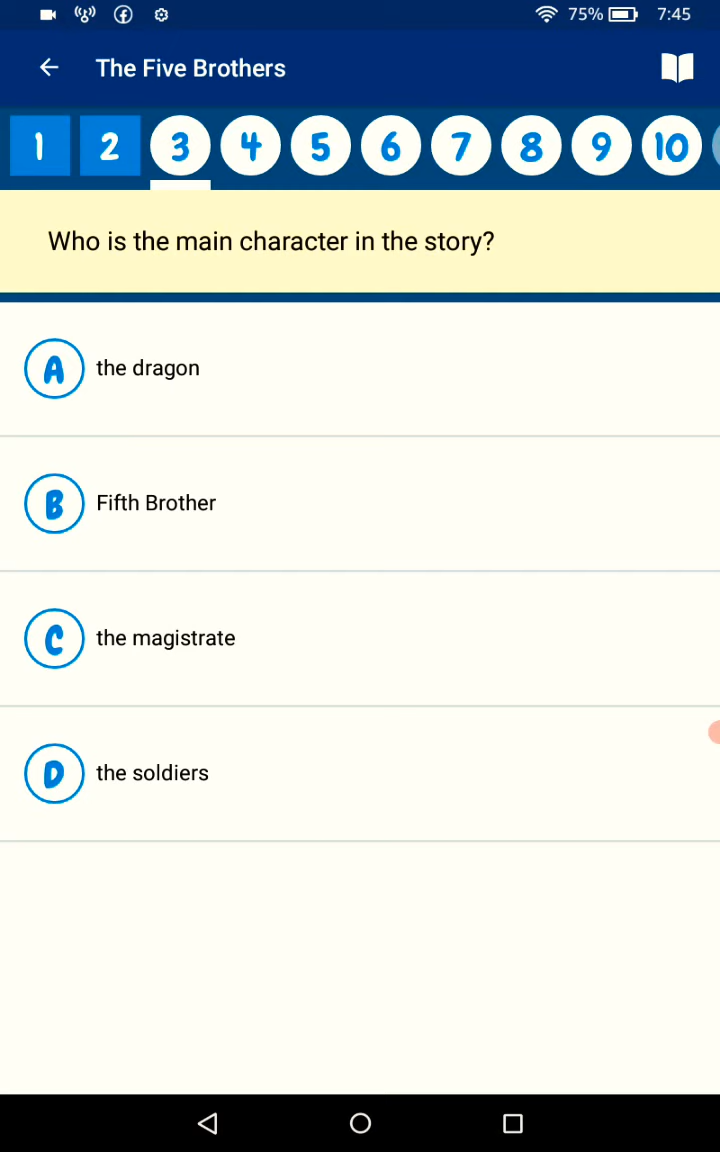 75% 7:45
The Five Brothers
1 2 3 4 5 6 7 8 9 10
Who is the main character in the story?
A the dragon
B Fifth Brother
C the magistrate
D the soldiers